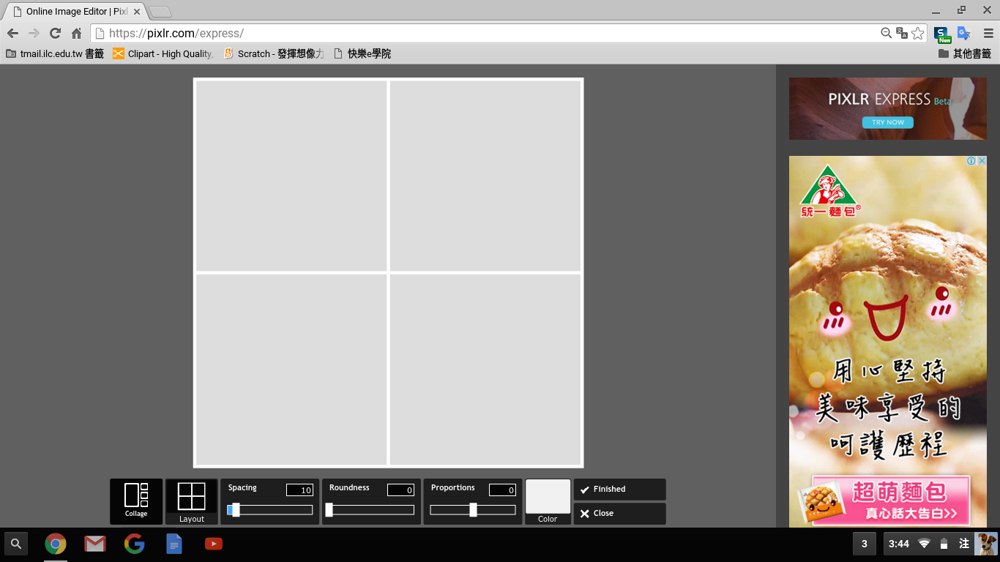 Online Image Editor | Pixl
https://pixlr.com/express/
New
tmail.ilc.edu.tw 書籤
Clipart - High Quality,
Scratch - 發揮想像力
快樂e學院
其他書籤
PIXLR EXPRESS Beta
TRY NOW
統一麵包®
用心堅持
美味享受的
呵護歷程
超萌麵包
真心話大告白>>
Collage
Layout
Spacing 10
Roundness 0
Proportions 0
Color
Finished
Close
3
3:44
注